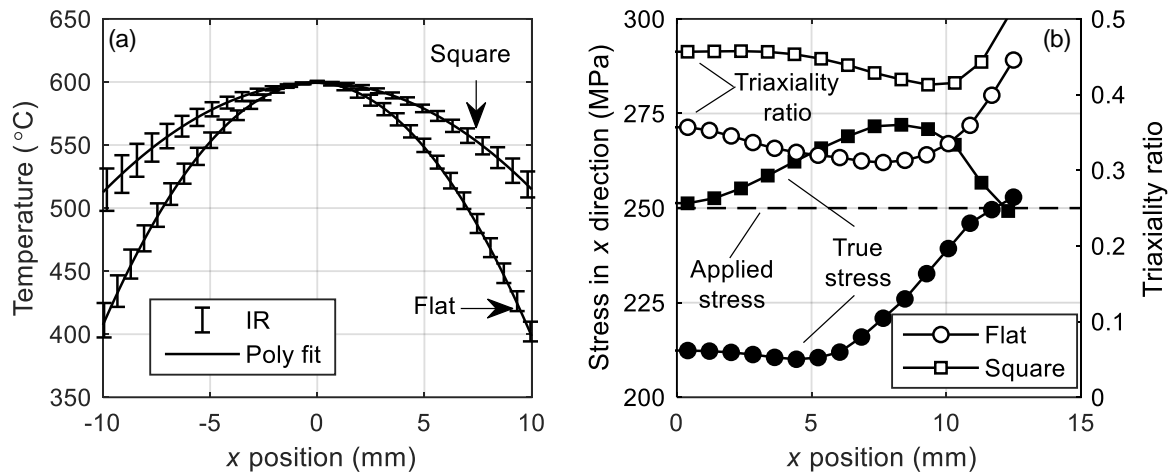 650
600
550
500
450
400
350
-10
-5
0
5
10
Temperature (°C)
x position (mm)
(a)
Square
Flat
IR
Poly fit
300
275
250
225
200
0
5
10
15
0.5
0.4
0.3
0.2
0.1
0
Stress in x direction (MPa)
Triaxiality ratio
x position (mm)
(b)
Triaxiality
ratio
Applied
stress
True
stress
Flat
Square